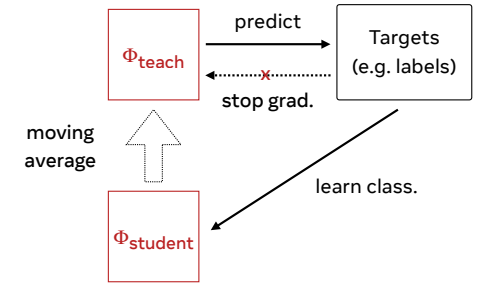 predict
Φteach
Targets
(e.g. labels)
x
stop grad.
moving
average
learn class.
Φstudent